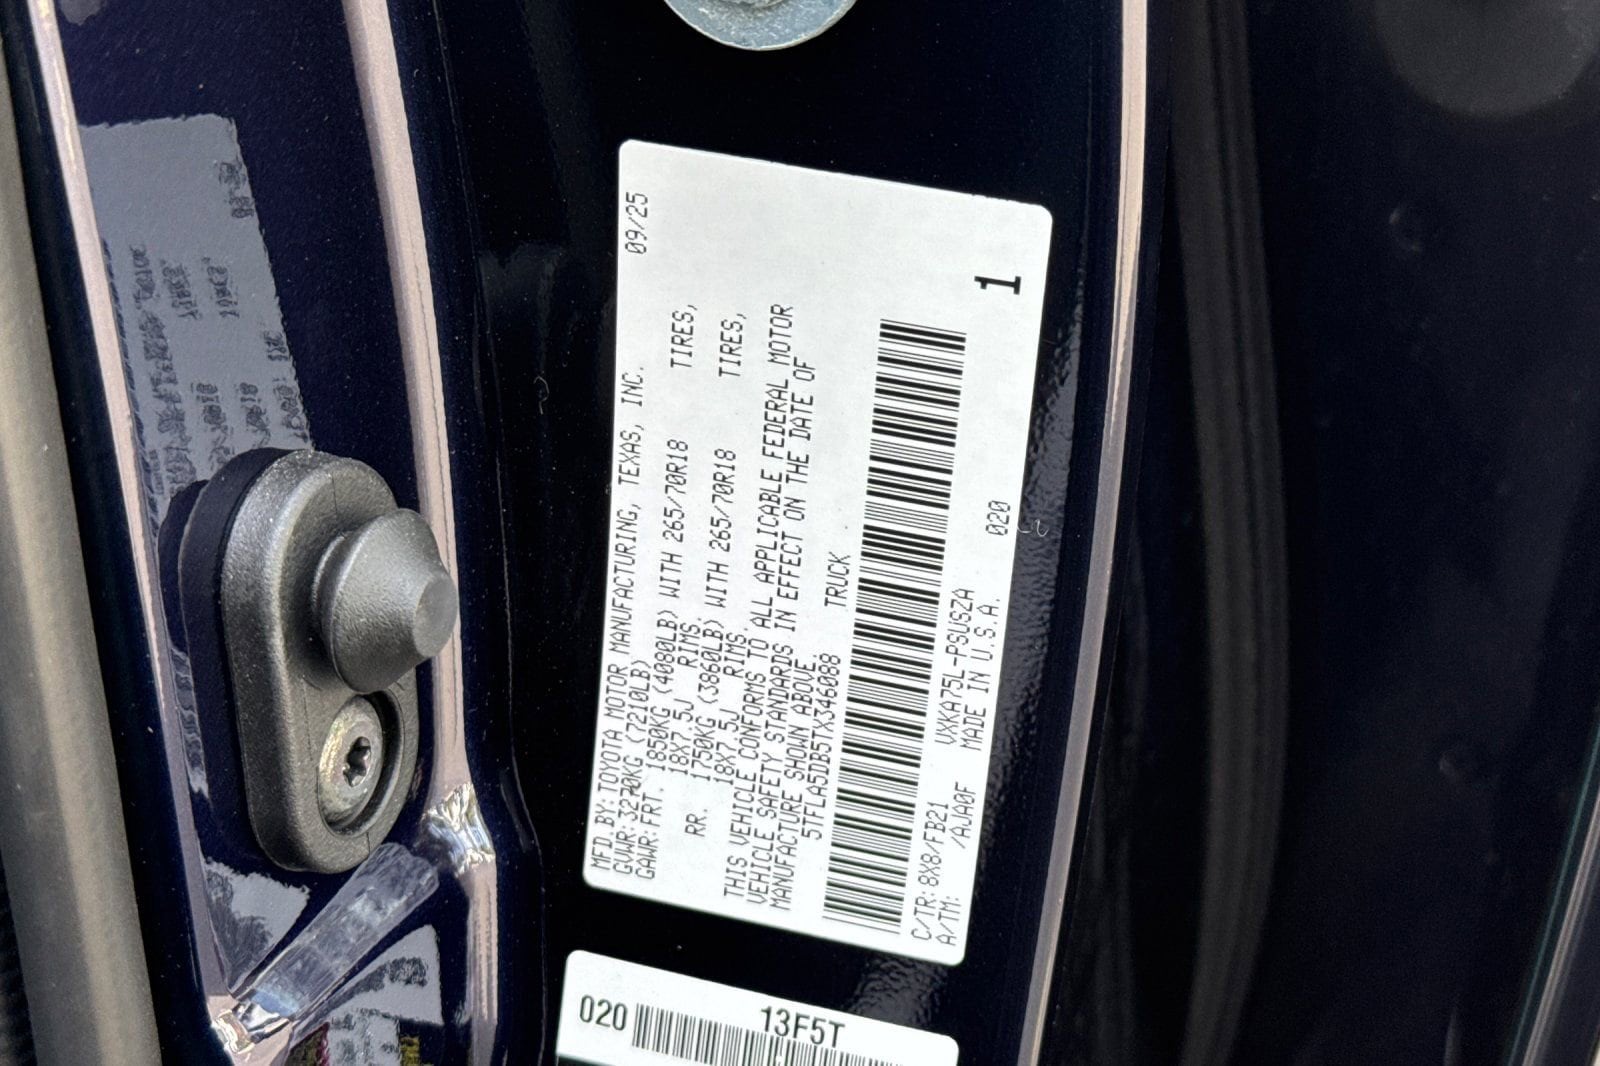 MFD.BY:TOYOTA MOTOR MANUFACTURING, TEXAS, INC. 09/25
GVWR:3270KG (7210LB)
GAWR:FRT. 1850KG (4080LB) WITH 265/70R18 TIRES,
18X7.5J RIMS.
RR. 1750KG (3860LB) WITH 265/70R18 TIRES,
18X7.5J RIMS.
THIS VEHICLE CONFORMS TO ALL APPLICABLE FEDERAL MOTOR
VEHICLE SAFETY STANDARDS IN EFFECT ON THE DATE OF
MANUFACTURE SHOWN ABOVE.
5TFLA5DB5TX346088 TRUCK
1
C/TR:8X8/FB21 VXKA75L-PSUSZA
A/TM: /AJA0F MADE IN U.S.A. 020
020 13F5T